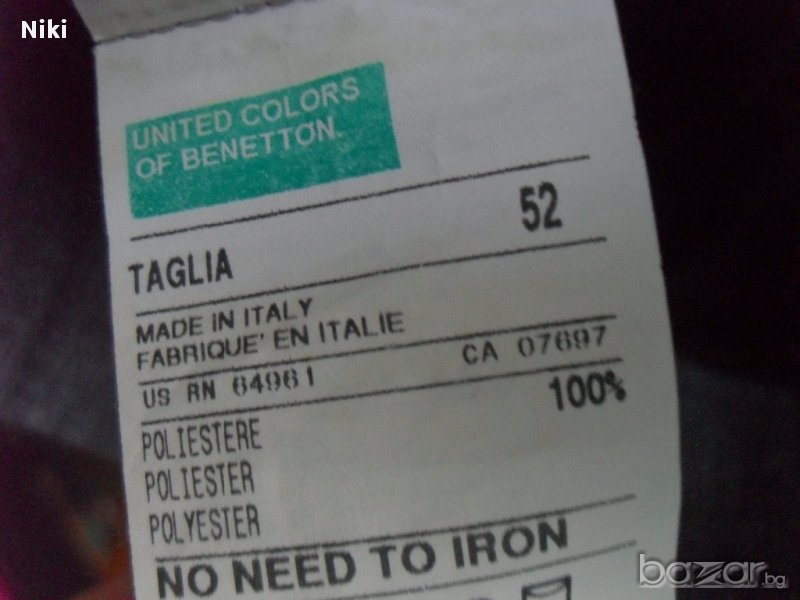 Niki
UNITED COLORS
OF BENETTON.
52
TAGLIA
MADE IN ITALY
FABRIQUE' EN ITALIE
US RN 64961 CA 07697
100%
POLIESTERE
POLIESTER
POLYESTER
NO NEED TO IRON
bazar.bg